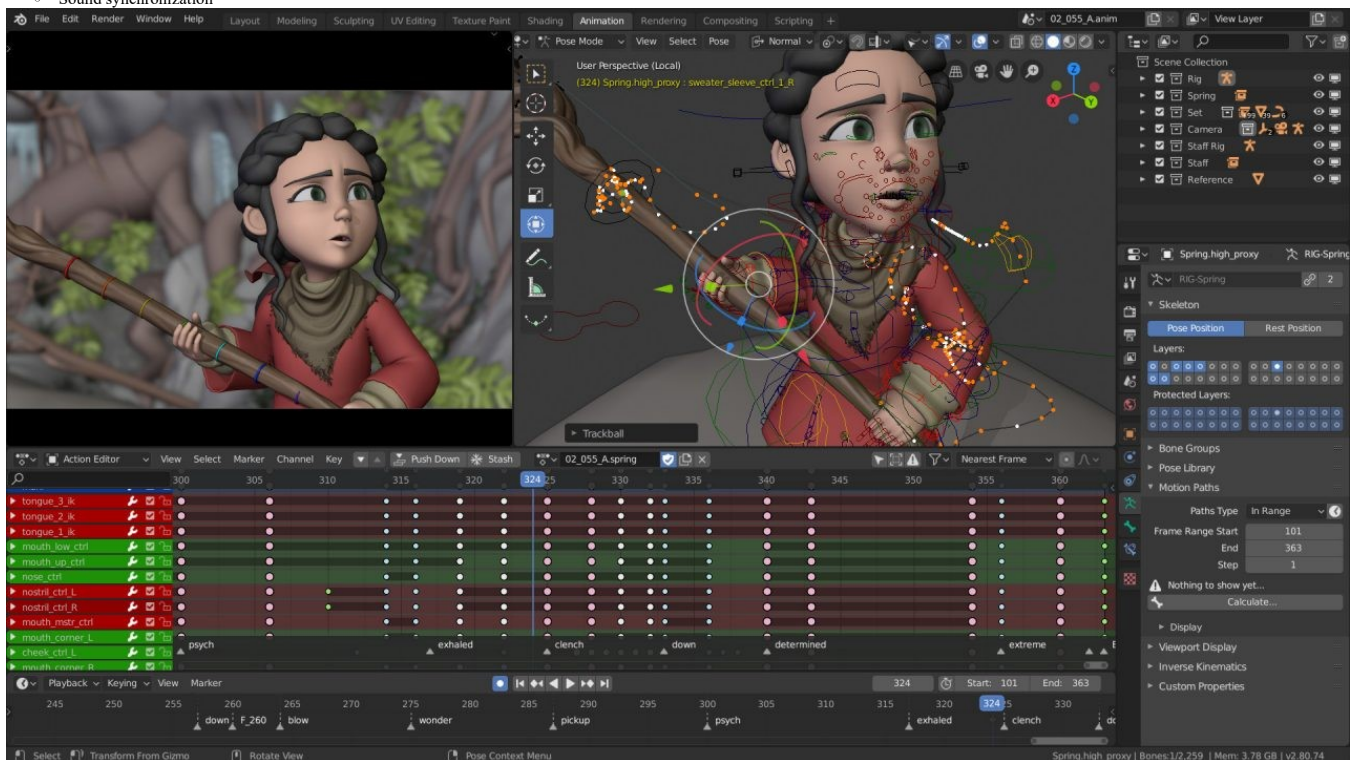 Sound synchronization
File Edit Render Window Help Layout Modeling Sculpting UV Editing Texture Paint Shading Animation Rendering Compositing Scripting + 02_055_A.anim View Layer
Pose Mode View Select Pose Normal
User Perspective (Local)
(324) Spring.high_proxy : sweater_sleeve_ctrl_1_R
Trackball
Scene Collection
Rig
Spring
Set 99 39 6
Camera 2
Staff Rig
Staff
Reference
Spring.high_proxy RIG-Spring
RIG-Spring 2
Skeleton
Pose Position Rest Position
Layers:
Protected Layers:
Bone Groups
Pose Library
Motion Paths
Paths Type In Range
Frame Range Start 101
End 363
Step 1
Nothing to show yet...
Calculate...
Display
Viewport Display
Inverse Kinematics
Custom Properties
Action Editor View Select Marker Channel Key Push Down Stash 02_055_A.spring Nearest Frame
300 305 310 315 320 324 25 330 335 340 345 350 355 360
tongue_3_ik
tongue_2_ik
tongue_1_ik
mouth_low_ctrl
mouth_up_ctrl
nose_ctrl
nostril_ctrl_L
nostril_ctrl_R
mouth_mstr_ctrl
mouth_corner_L
cheek_ctrl_L
mouth_corner_R
psych exhaled clench down determined extreme
Playback Keying View Marker 324 Start: 101 End: 363
245 250 255 260 265 270 275 280 285 290 295 300 305 310 315 320 324 5 330
down F_260 blow wonder pickup psych exhaled clench
Select Transform From Gizmo Rotate View Pose Context Menu Spring.high_proxy | Bones:1/2,259 | Mem: 3.78 GB | v2.80.74